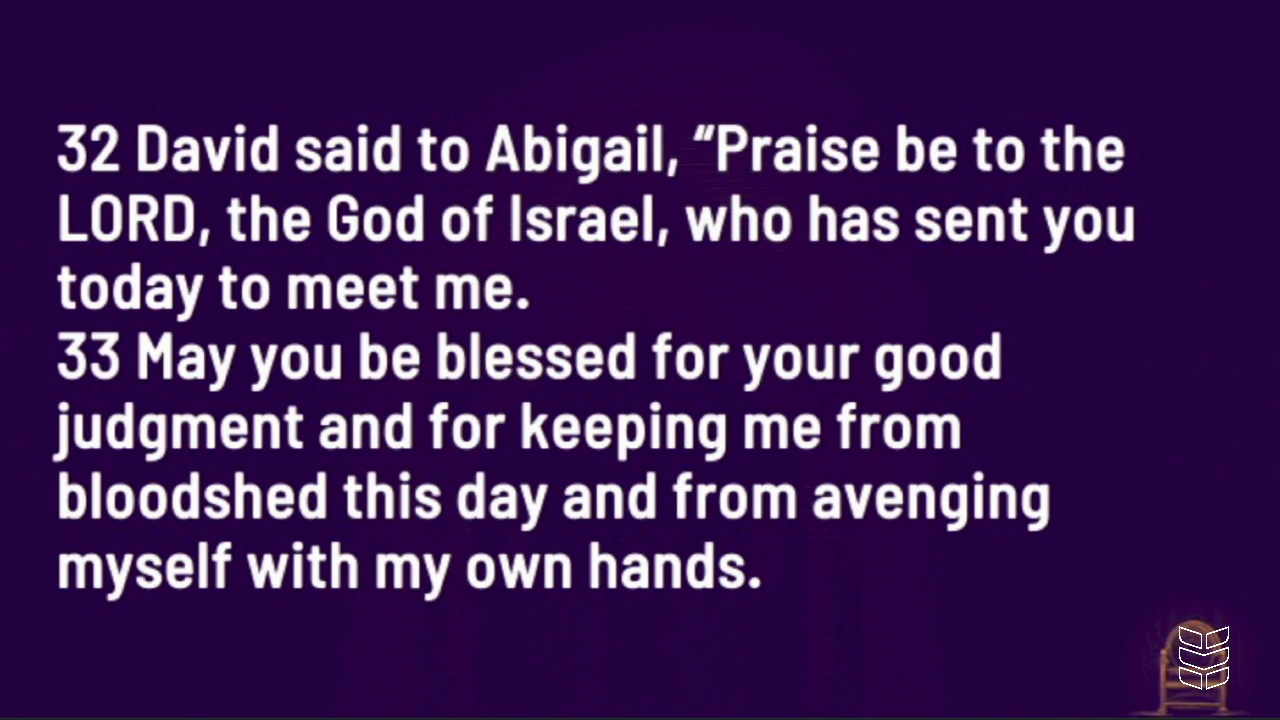 32 David said to Abigail, “Praise be to the
LORD, the God of Israel, who has sent you
today to meet me.
33 May you be blessed for your good
judgment and for keeping me from
bloodshed this day and from avenging
myself with my own hands.